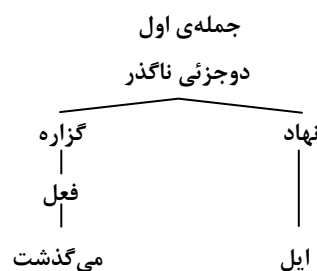 جمله‌ی اول
دوجزئی ناگذر
نهاد گزاره
فعل
ایل می‌گذشت